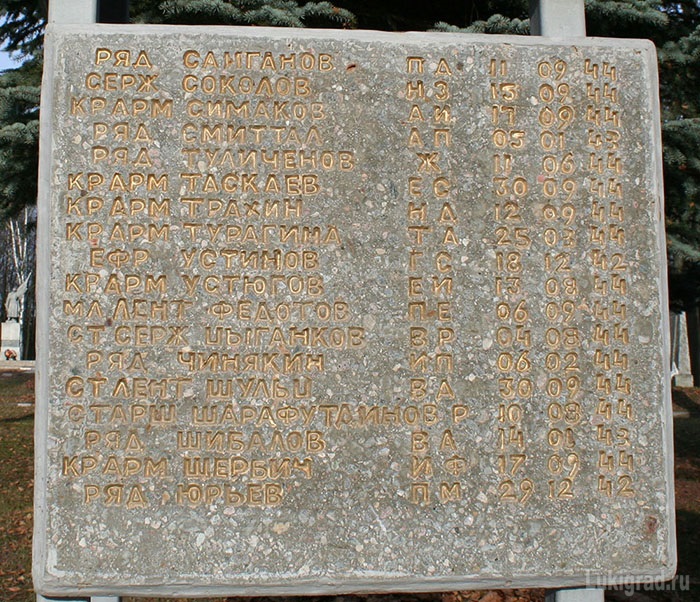 РЯД САИГАНОВ П А 11 09 44
СЕРЖ СОКОЛОВ Н З 15 09 44
КРАРМ СИМАКОВ А И 17 09 44
РЯД СМИТТАЛ А П 05 01 43
РЯД ТУЛИЧЕНОВ Ж 11 06 44
КРАРМ ТАСКАЕВ Е С 30 09 44
КРАРМ ТРАХИН Н А 12 09 44
КРАРМ ТУРАГИНА Т А 25 03 44
ЕФР УСТИНОВ Г С 18 12 42
КРАРМ УСТЮГОВ Е И 13 08 44
МЛ ЛЕНТ ФЕДОТОВ П Е 06 09 44
СТ СЕРЖ ЦЫГАНКОВ В Р 04 08 44
РЯД ЧИНЯКИН И П 06 02 44
СТ ЛЕНТ ШУЛЬЦ В А 30 09 44
СТАРШ ШАРАФУТДИНОВ Р 10 08 44
РЯД ШИБАЛОВ В А 14 01 43
КРАРМ ЩЕРБИЧ И Ф 17 09 44
РЯД ЮРЬЕВ П М 29 12 42
Lukigrad.ru